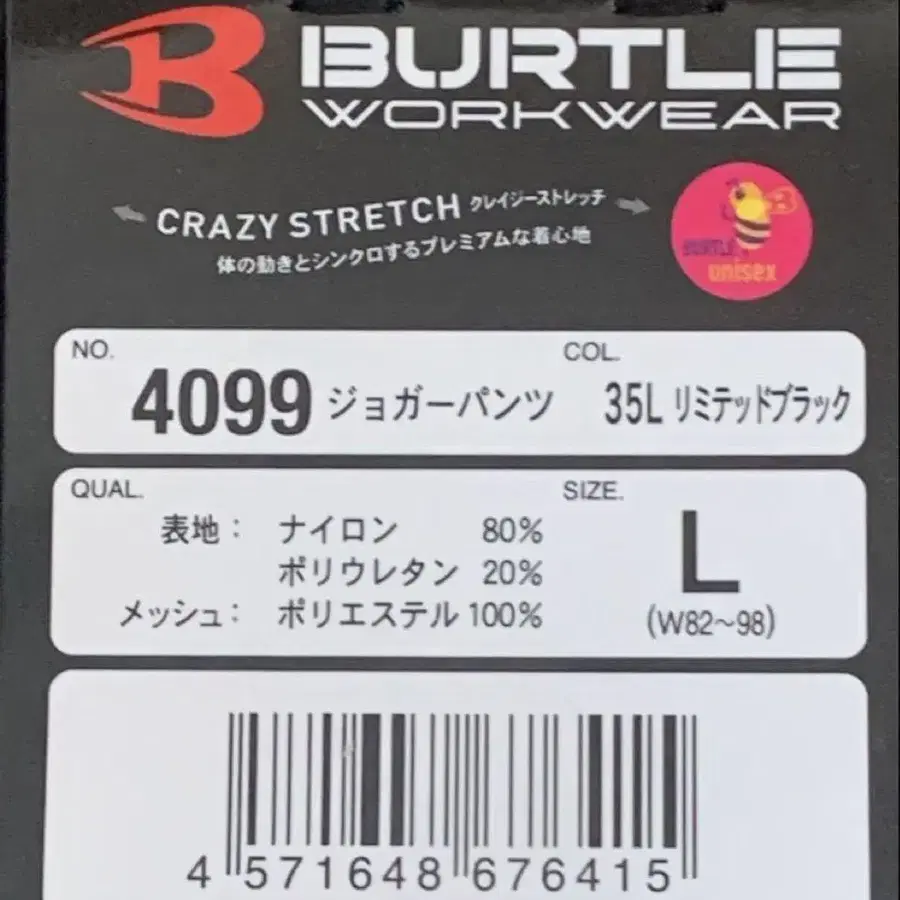 BURTLE
WORKWEAR
CRAZY STRETCH クレイジーストレッチ
体の動きとシンクロするプレミアムな着心地
BURTLE
unisex
NO.
4099 ジョガーパンツ
COL.
35L リミテッドブラック
QUAL.
表地： ナイロン 80%
ポリウレタン 20%
メッシュ： ポリエステル 100%
SIZE.
L
(W82～98)
4 571648 676415